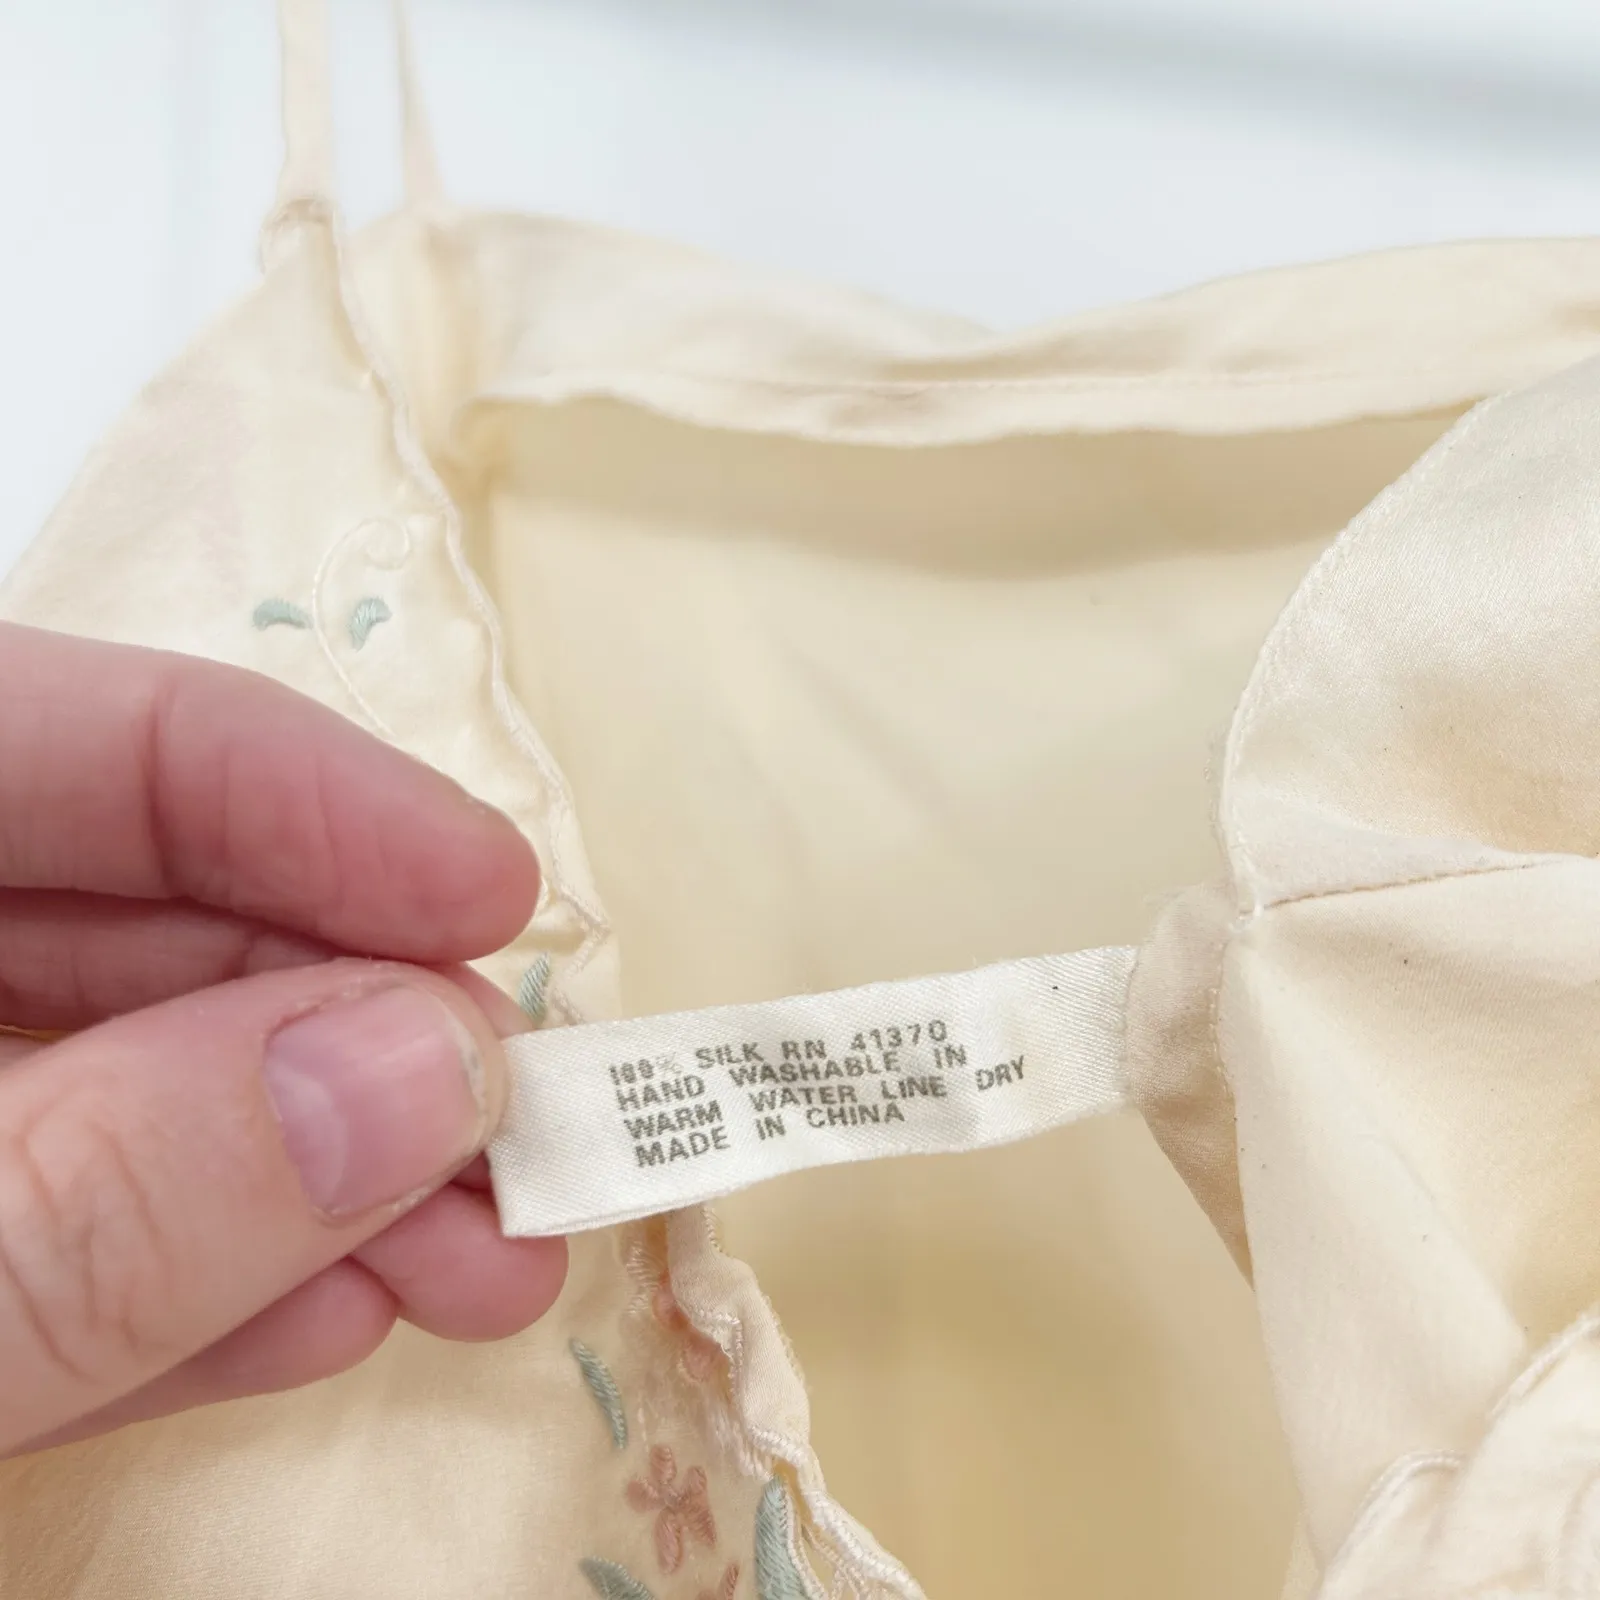 100% SILK RN 41370
HAND WASHABLE IN
WARM WATER LINE DRY
MADE IN CHINA